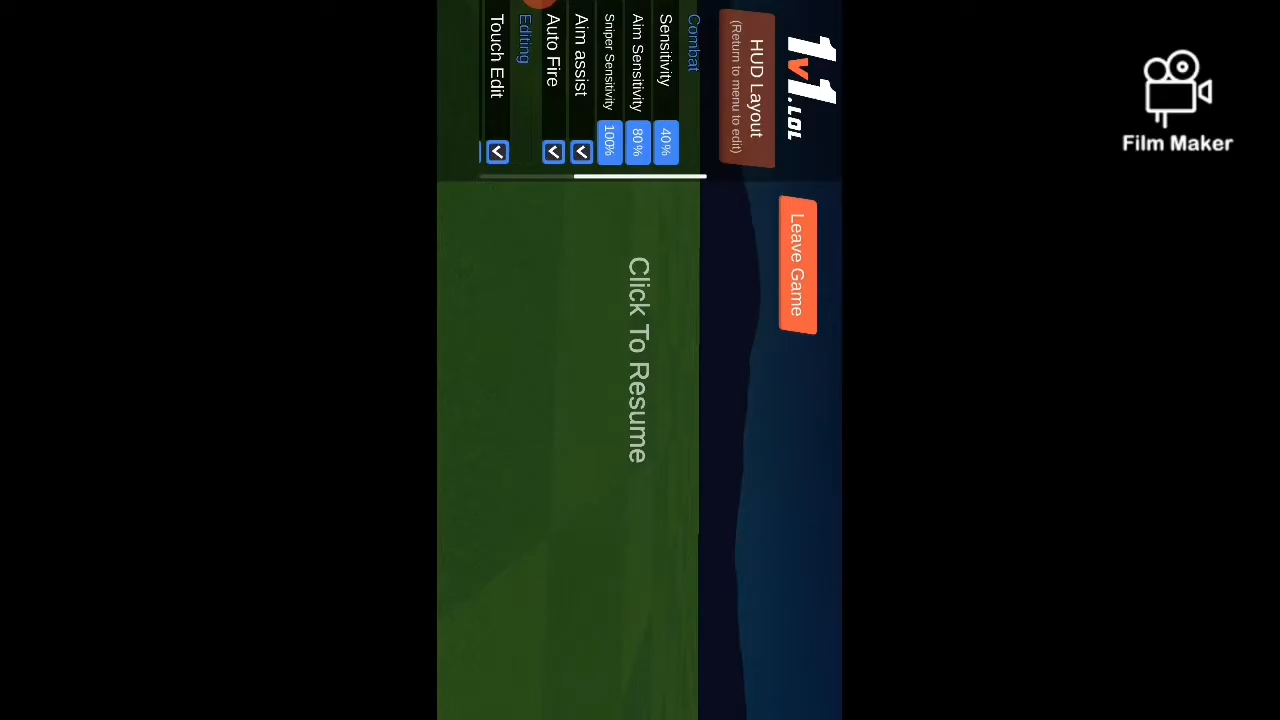 1v1.LOL
HUD Layout
(Return to menu to edit)
Leave Game
Combat
Sensitivity 40%
Aim Sensitivity 80%
Sniper Sensitivity 100%
Aim assist
Auto Fire
Editing
Touch Edit
Click To Resume
Film Maker